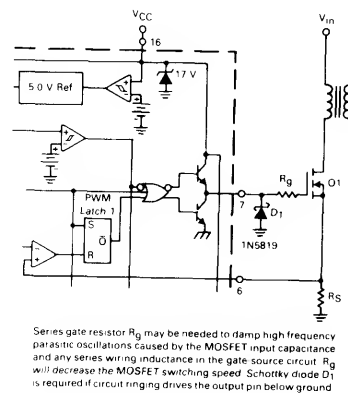 VCC
Vin
16
17 V
5.0 V Ref
PWM
Latch 1
S
Q̅
R
7
Rg
Q1
D1
1N5819
6
RS
Series gate resistor Rg may be needed to damp high frequency
parasitic oscillations caused by the MOSFET input capacitance
and any series wiring inductance in the gate-source circuit. Rg
will decrease the MOSFET switching speed. Schottky diode D1
is required if circuit ringing drives the output pin below ground